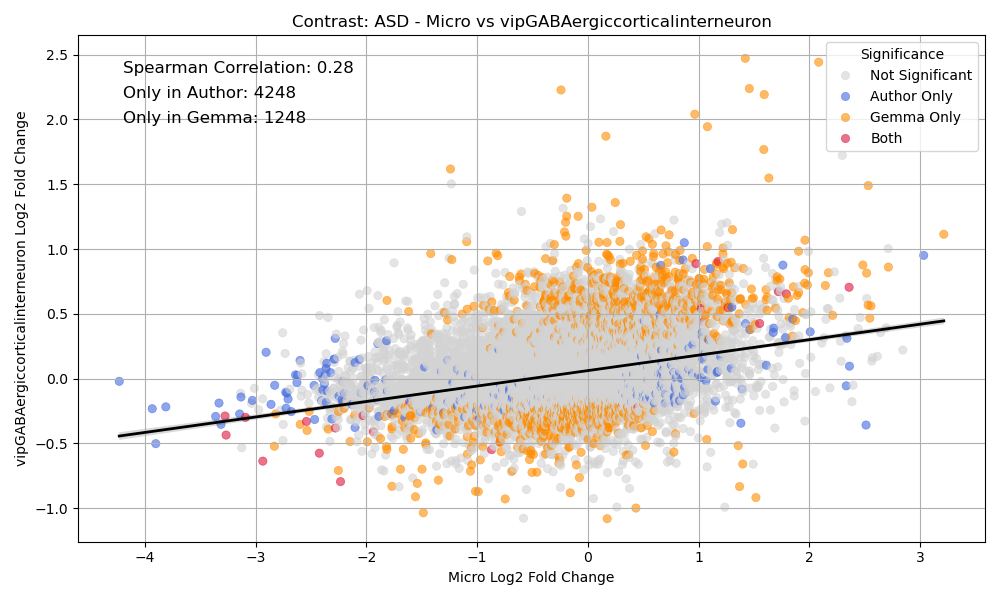 Contrast: ASD - Micro vs vipGABAergiccorticalinterneuron
Spearman Correlation: 0.28
Only in Author: 4248
Only in Gemma: 1248
Significance
Not Significant
Author Only
Gemma Only
Both
vipGABAergiccorticalinterneuron Log2 Fold Change
2.5
2.0
1.5
1.0
0.5
0.0
−0.5
−1.0
−4 −3 −2 −1 0 1 2 3
Micro Log2 Fold Change